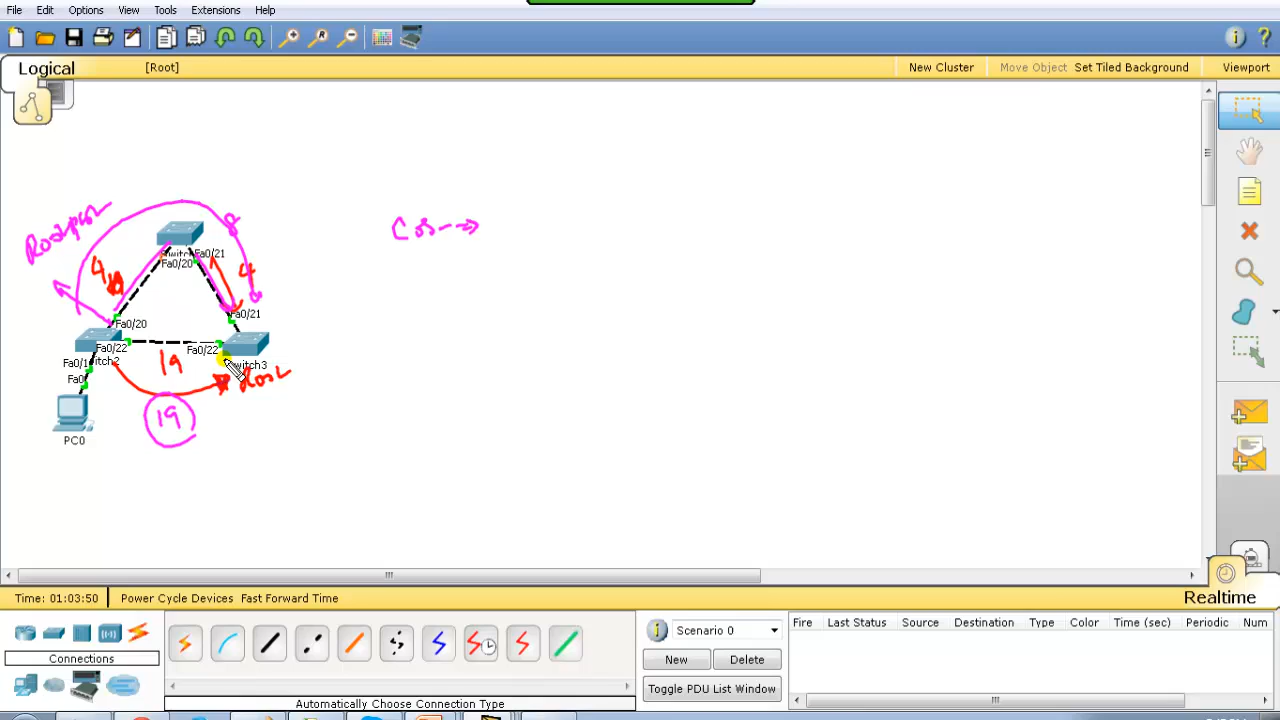 File Edit Options View Tools Extensions Help
Logical [Root] New Cluster Move Object Set Tiled Background Viewport
8
Fa0/21
Fa0/20
4
4
Fa0/21
Fa0/20
Fa0/22
Fa0/22
Fa0/1
19
witch3
Fa0
19
PC0
Time: 01:03:50 Power Cycle Devices Fast Forward Time Realtime
Scenario 0
Fire Last Status Source Destination Type Color Time (sec) Periodic Num
Connections
New Delete
Toggle PDU List Window
Automatically Choose Connection Type